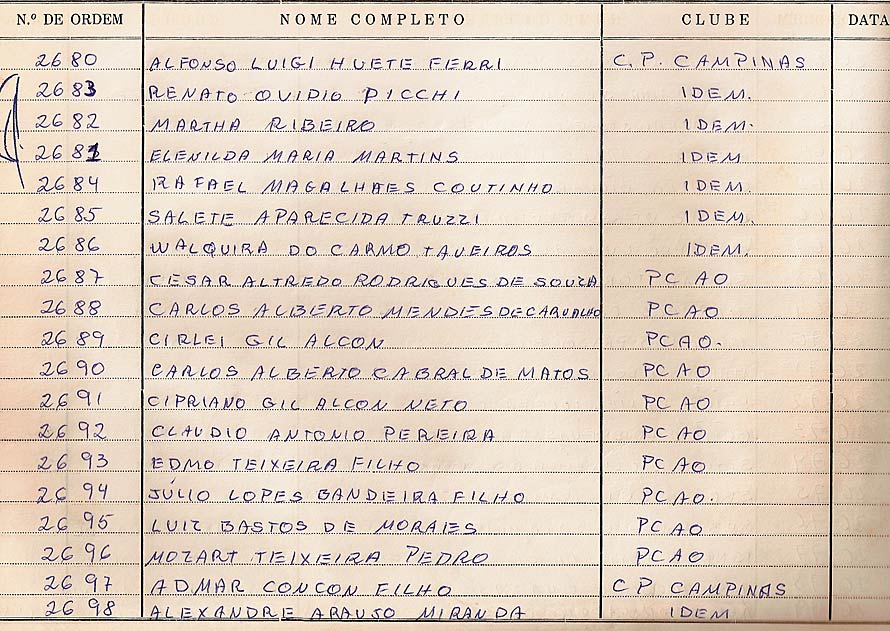 N.º DE ORDEM NOME COMPLETO CLUBE DATA
2680 ALFONSO LUIGI HUETE FERRI C.P. CAMPINAS
2683 RENATO OVIDIO PICCHI IDEM.
2682 MARTHA RIBEIRO IDEM.
2681 ELENILDA MARIA MARTINS IDEM
2684 RAFAEL MAGALHAES COUTINHO IDEM.
2685 SALETE APARECIDA TRUZZI IDEM.
2686 WALQUIRA DO CARMO TAVEIROS IDEM.
2687 CESAR ALFREDO RODRIGUES DE SOUZA PCAO
2688 CARLOS ALBERTO MENDES DE CARVALHO PCAO
2689 CIRLEI GIL ALCON PCAO.
2690 CARLOS ALBERTO CABRAL DE MATOS PCAO
2691 CIPRIANO GIL ALCON NETO PCAO
2692 CLAUDIO ANTONIO PEREIRA PCAO
2693 EDMO TEIXEIRA FILHO PCAO
2694 JÚLIO LOPES BANDEIRA FILHO PCAO.
2695 LUIZ BASTOS DE MORAES PCAO
2696 MOZART TEIXEIRA PEDRO PCAO
2697 ADMAR CONCON FILHO CP CAMPINAS
2698 ALEXANDRE ARAUJO MIRANDA IDEM